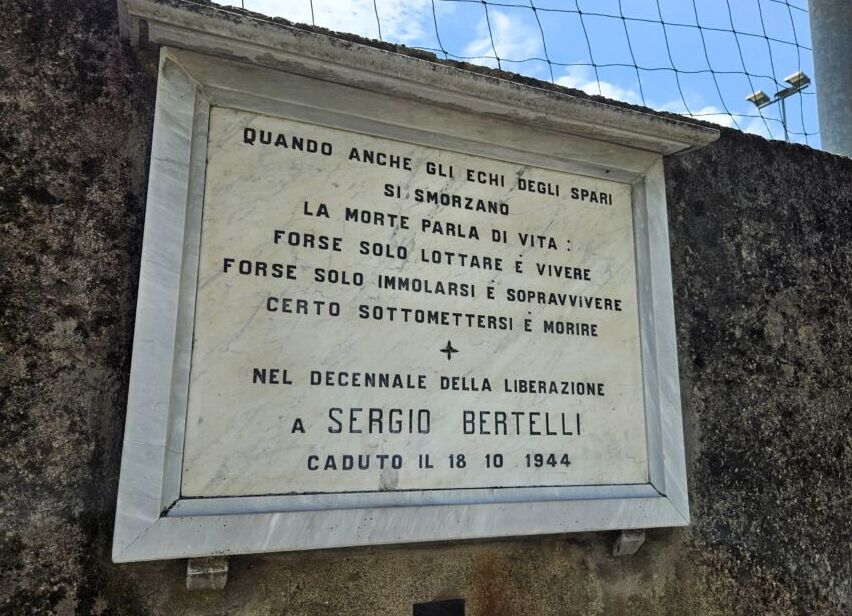 QUANDO ANCHE GLI ECHI DEGLI SPARI
SI SMORZANO
LA MORTE PARLA DI VITA :
FORSE SOLO LOTTARE È VIVERE
FORSE SOLO IMMOLARSI È SOPRAVVIVERE
CERTO SOTTOMETTERSI È MORIRE
NEL DECENNALE DELLA LIBERAZIONE
A SERGIO BERTELLI
CADUTO IL 18 10 1944